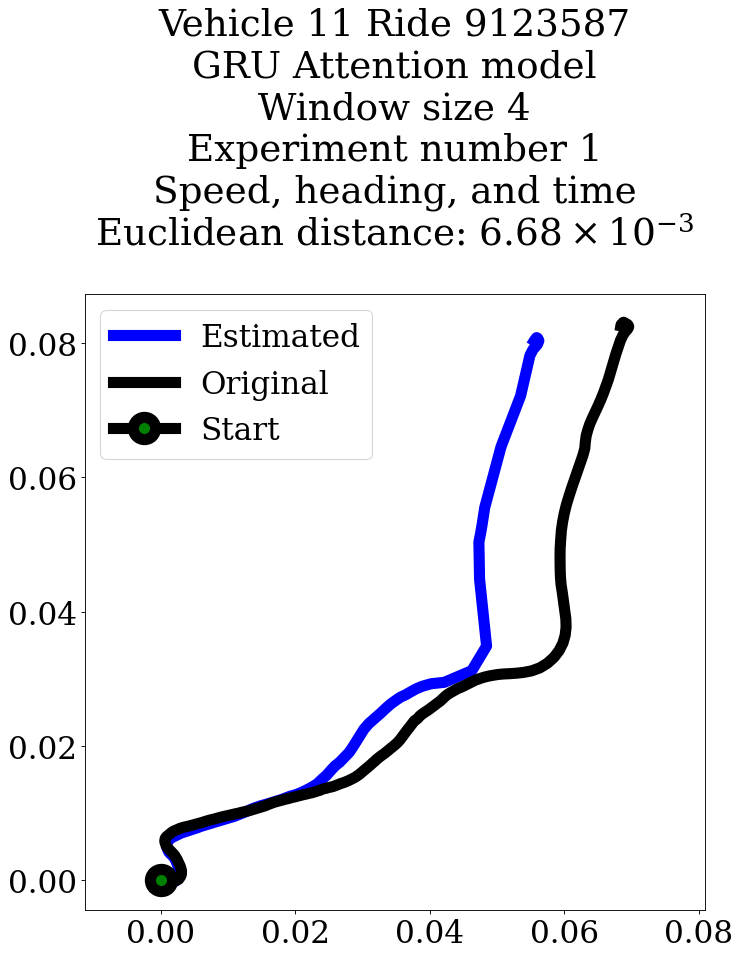 Vehicle 11 Ride 9123587
GRU Attention model
Window size 4
Experiment number 1
Speed, heading, and time
Euclidean distance: 6.68 × 10⁻³
Estimated
Original
Start
0.08
0.06
0.04
0.02
0.00
0.00 0.02 0.04 0.06 0.08